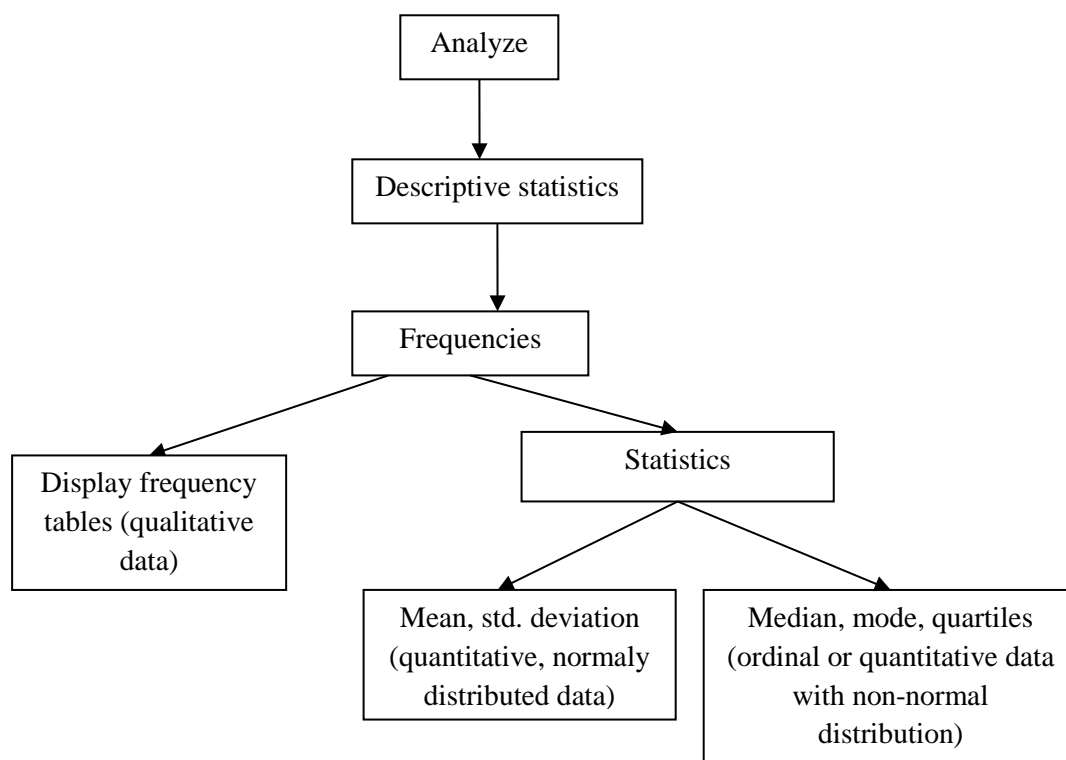 Analyze
Descriptive statistics
Frequencies
Display frequency
tables (qualitative
data)
Statistics
Mean, std. deviation
(quantitative, normaly
distributed data)
Median, mode, quartiles
(ordinal or quantitative data
with non-normal
distribution)